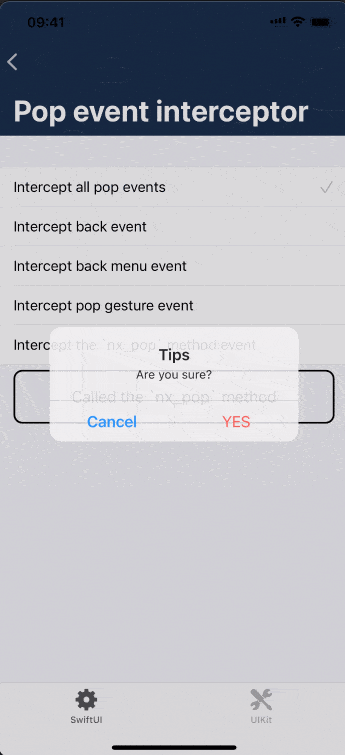 09:41
Pop event interceptor
Intercept all pop events
Intercept back event
Intercept back menu event
Intercept pop gesture event
Intercept the `nx_pop` method event
Tips
Are you sure?
Called the `nx_pop` method
Cancel YES
SwiftUI UIKit